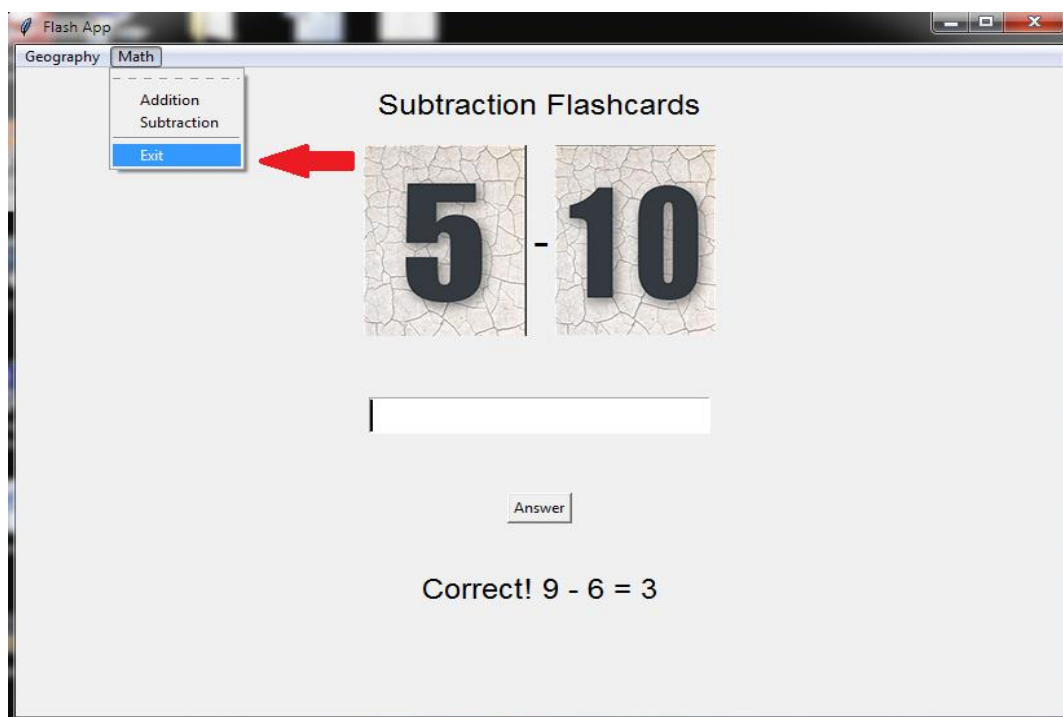 Flash App
Geography Math
Addition
Subtraction
Exit
Subtraction Flashcards
5 - 10
Answer
Correct! 9 - 6 = 3